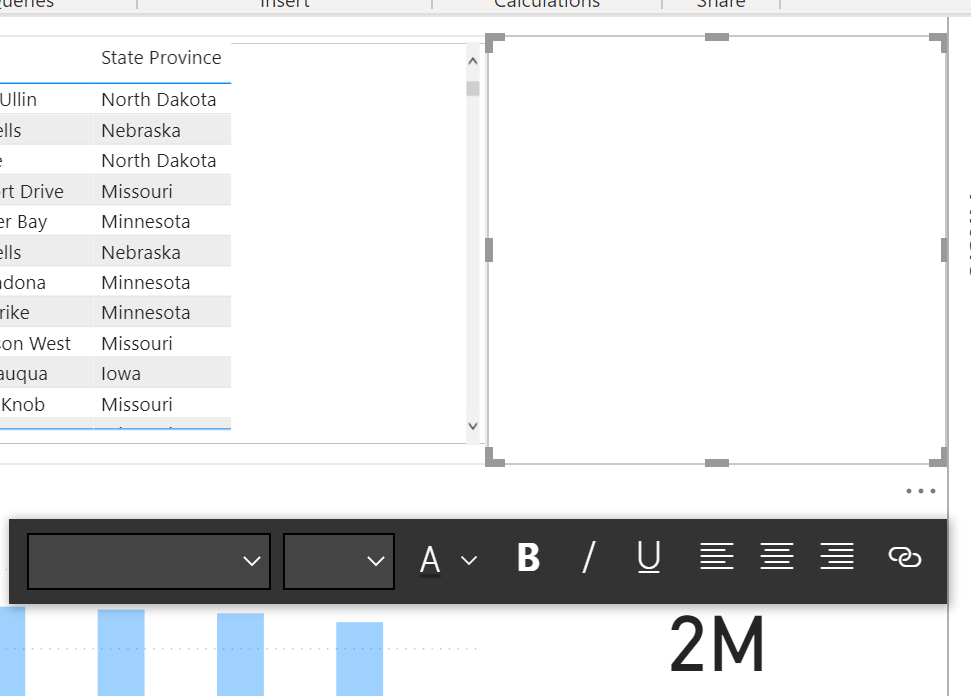 Insert
Calculations
Share
State Province
Ullin North Dakota
ells Nebraska
e North Dakota
rt Drive Missouri
er Bay Minnesota
ells Nebraska
adona Minnesota
rike Minnesota
son West Missouri
auqua Iowa
Knob Missouri
A B / U
2M